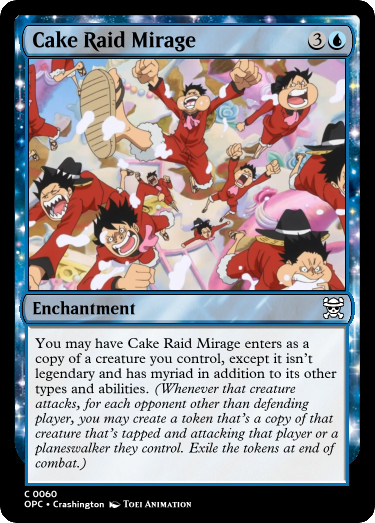 Cake Raid Mirage 3
Enchantment
You may have Cake Raid Mirage enters as a
copy of a creature you control, except it isn't
legendary and has myriad in addition to its other
types and abilities. (Whenever that creature
attacks, for each opponent other than defending
player, you may create a token that's a copy of that
creature that's tapped and attacking that player or a
planeswalker they control. Exile the tokens at end of
combat.)
C 0060
OPC • Crashington TOEI ANIMATION